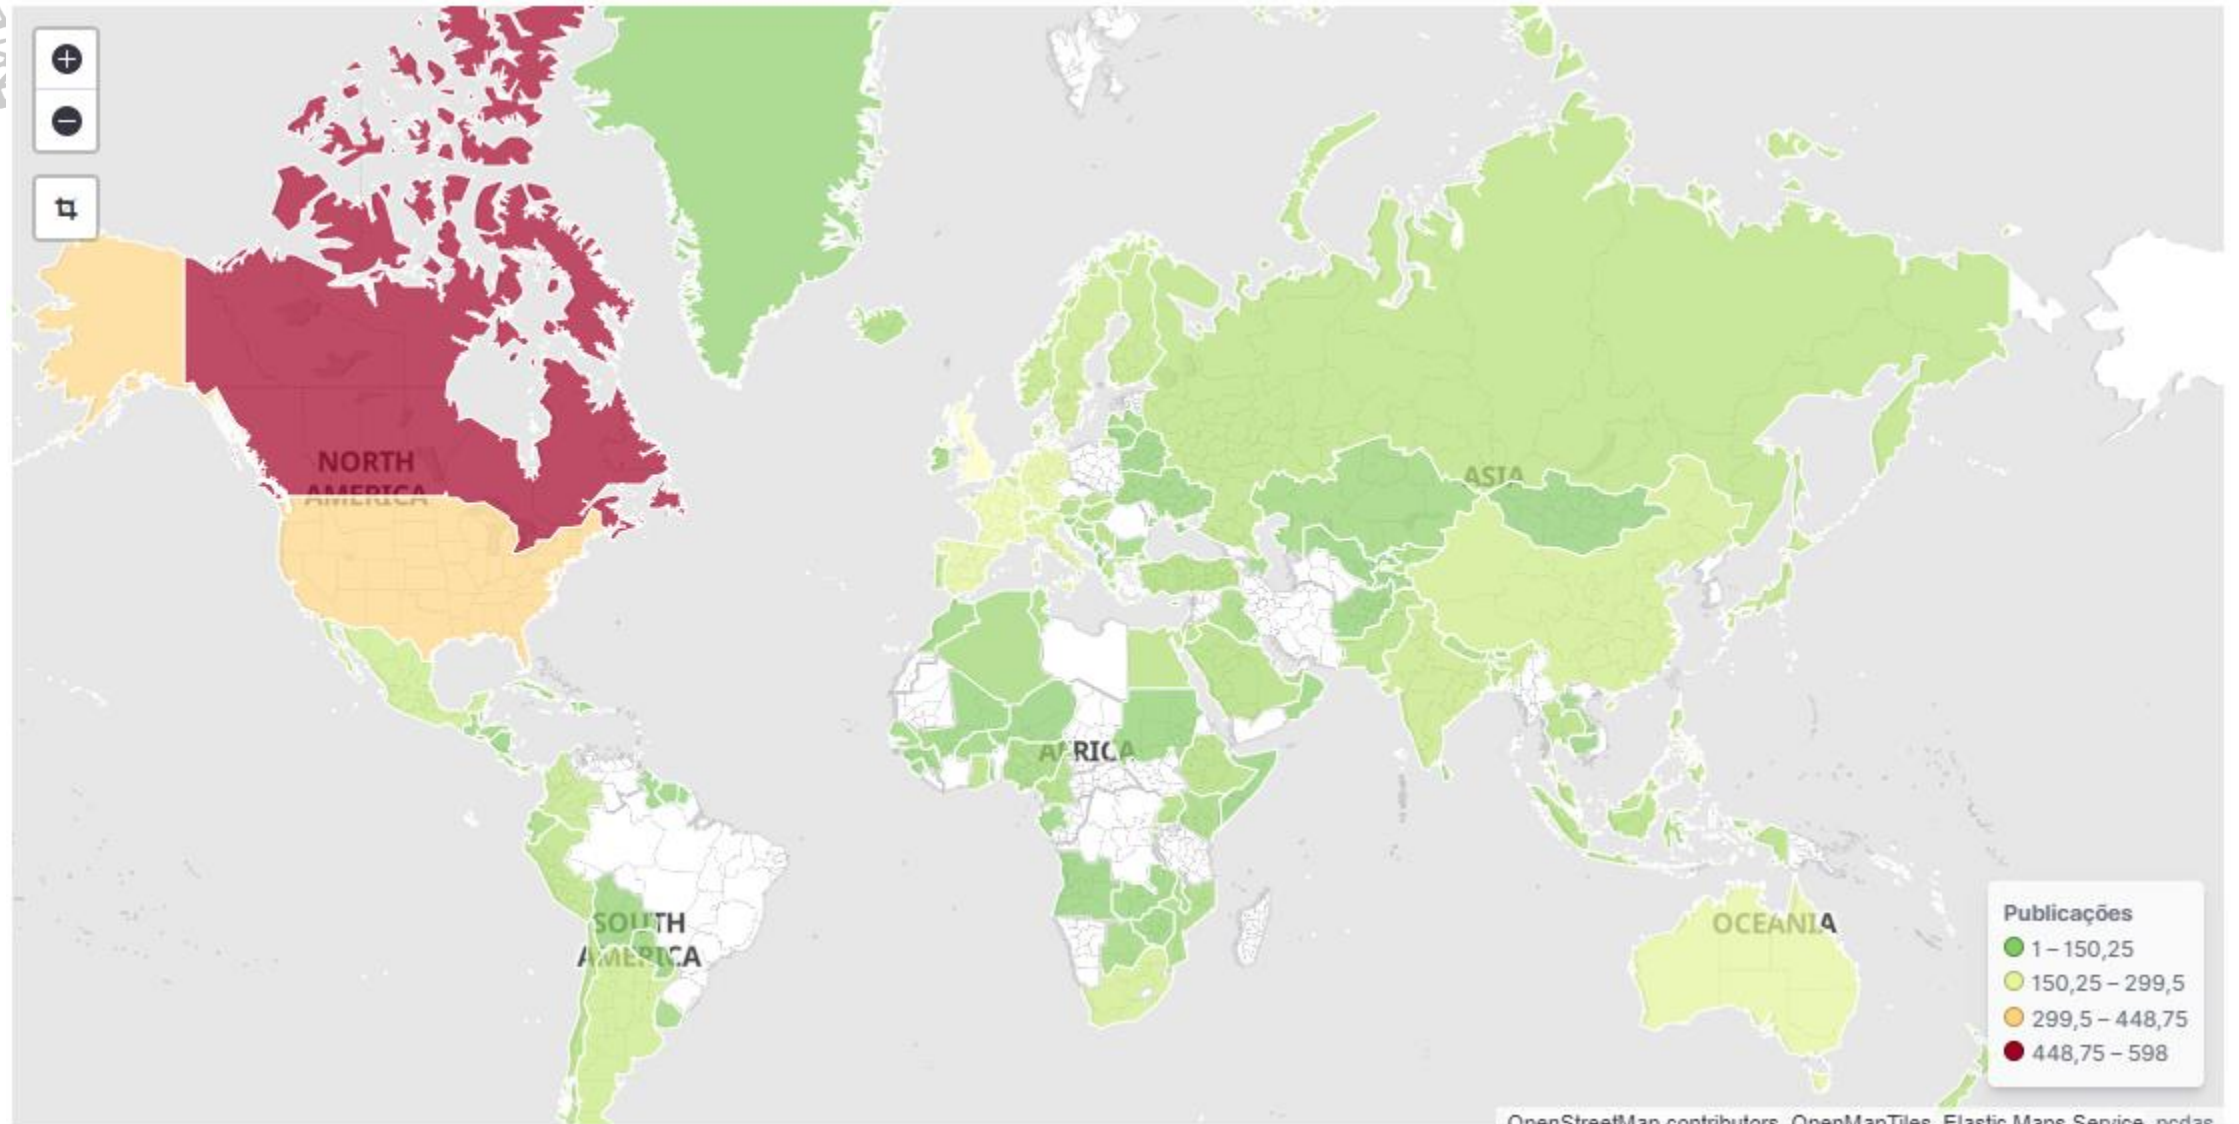 NORTH
AMERICA
ASIA
AFRICA
SOUTH
AMERICA
OCEANIA
Publicações
1 – 150,25
150,25 – 299,5
299,5 – 448,75
448,75 – 598
OpenStreetMap contributors, OpenMapTiles, Elastic Maps Service, pcdas